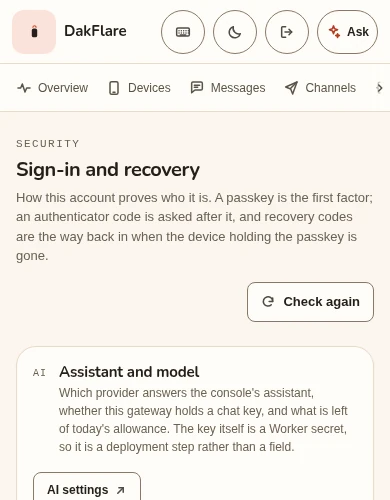 DakFlare
Ask
Overview
Devices
Messages
Channels
SECURITY
Sign-in and recovery
How this account proves who it is. A passkey is the first factor;
an authenticator code is asked after it, and recovery codes
are the way back in when the device holding the passkey is
gone.
Check again
AI Assistant and model
Which provider answers the console's assistant,
whether this gateway holds a chat key, and what is left
of today's allowance. The key itself is a Worker secret,
so it is a deployment step rather than a field.
AI settings